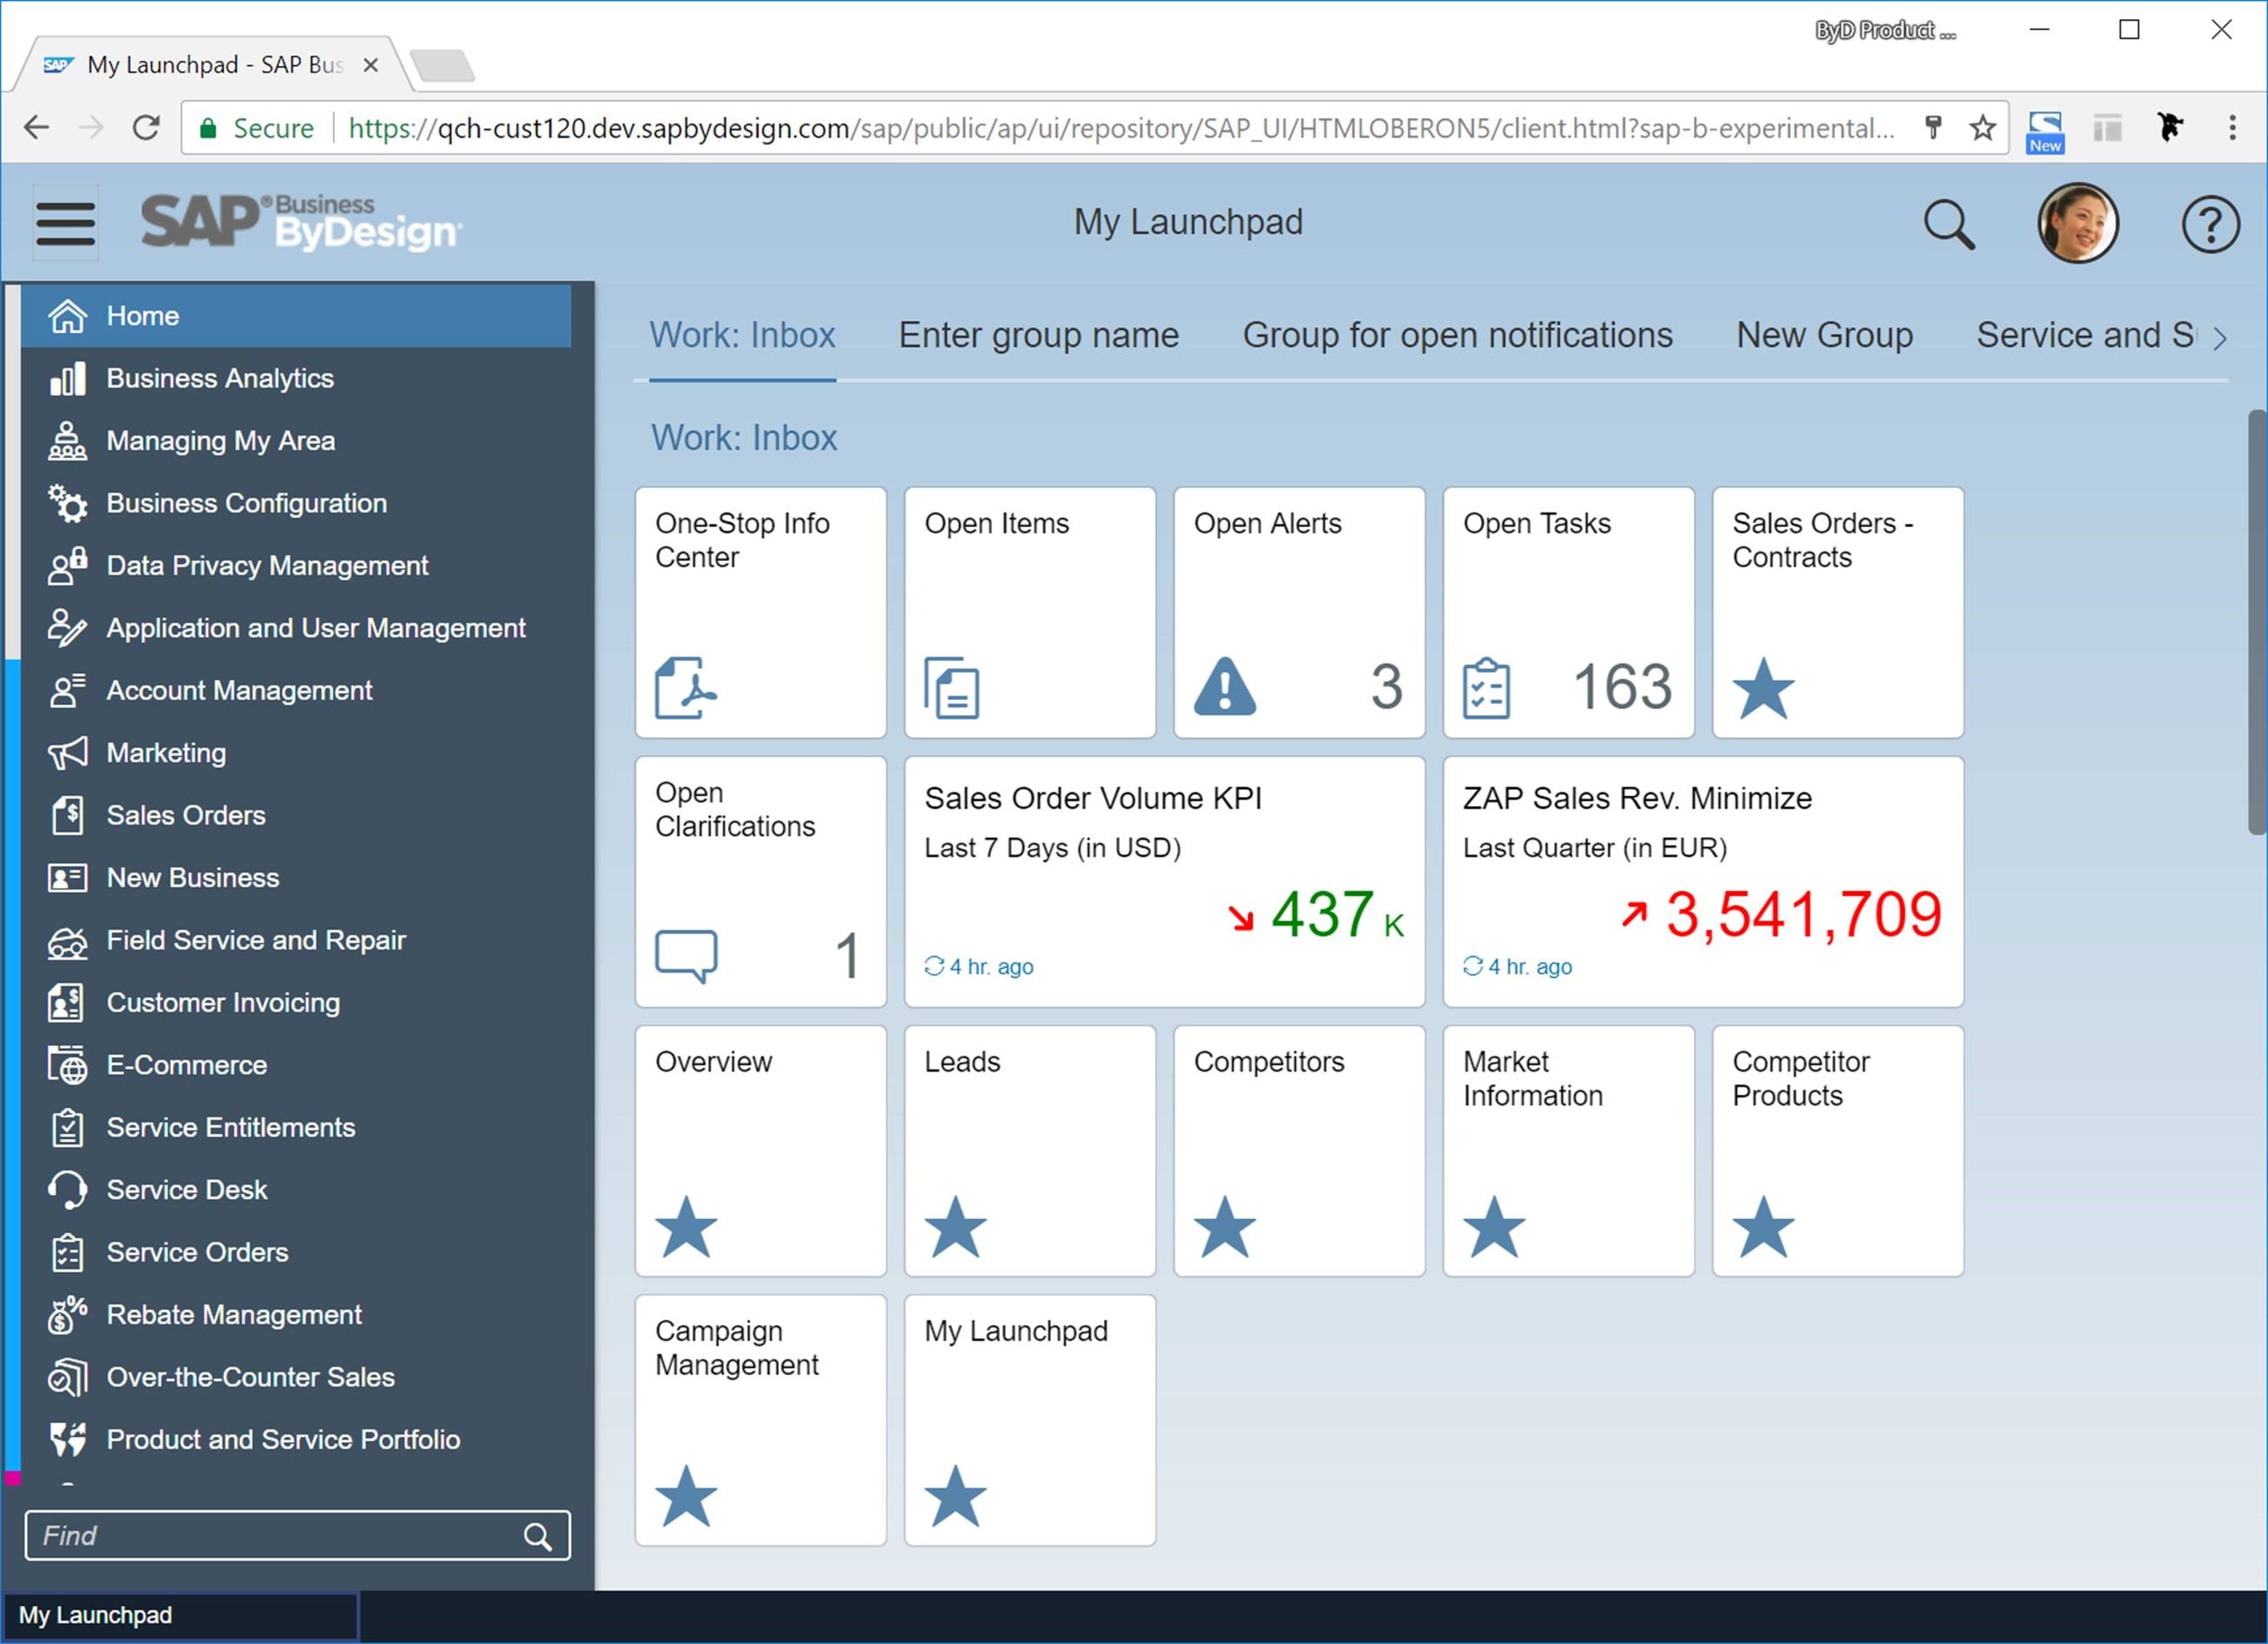 ByD Product ...
My Launchpad - SAP Bus
Secure
https://qch-cust120.dev.sapbydesign.com/sap/public/ap/ui/repository/SAP_UI/HTMLOBERON5/client.html?sap-b-experimental...
New
SAP® Business ByDesign
My Launchpad
Home
Business Analytics
Managing My Area
Business Configuration
Data Privacy Management
Application and User Management
Account Management
Marketing
Sales Orders
New Business
Field Service and Repair
Customer Invoicing
E-Commerce
Service Entitlements
Service Desk
Service Orders
Rebate Management
Over-the-Counter Sales
Product and Service Portfolio
Find
Work: Inbox
Enter group name
Group for open notifications
New Group
Service and S
Work: Inbox
One-Stop Info
Center
Open Items
Open Alerts
3
Open Tasks
163
Sales Orders -
Contracts
Open
Clarifications
1
Sales Order Volume KPI
Last 7 Days (in USD)
437 K
4 hr. ago
ZAP Sales Rev. Minimize
Last Quarter (in EUR)
3,541,709
4 hr. ago
Overview
Leads
Competitors
Market
Information
Competitor
Products
Campaign
Management
My Launchpad
My Launchpad